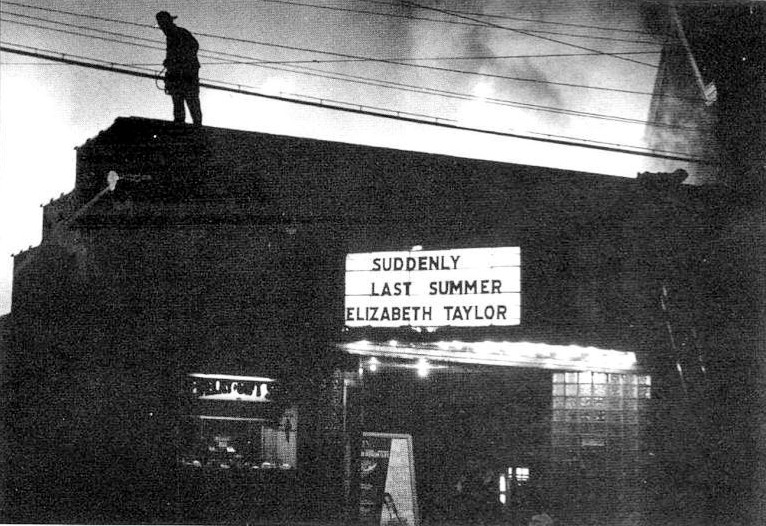 SUDDENLY
LAST SUMMER
ELIZABETH TAYLOR